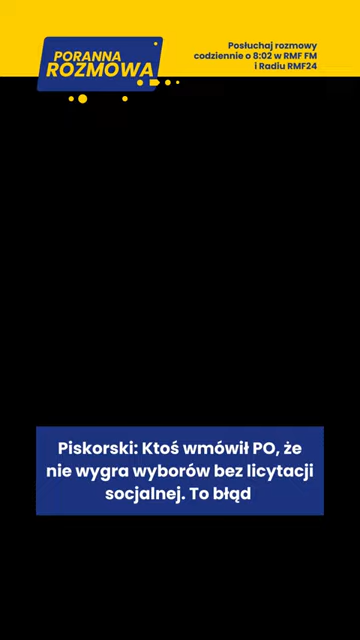 PORANNA
ROZMOWA
Posłuchaj rozmowy
codziennie o 8:02 w RMF FM
i Radiu RMF24
Piskorski: Ktoś wmówił PO, że
nie wygra wyborów bez licytacji
socjalnej. To błąd